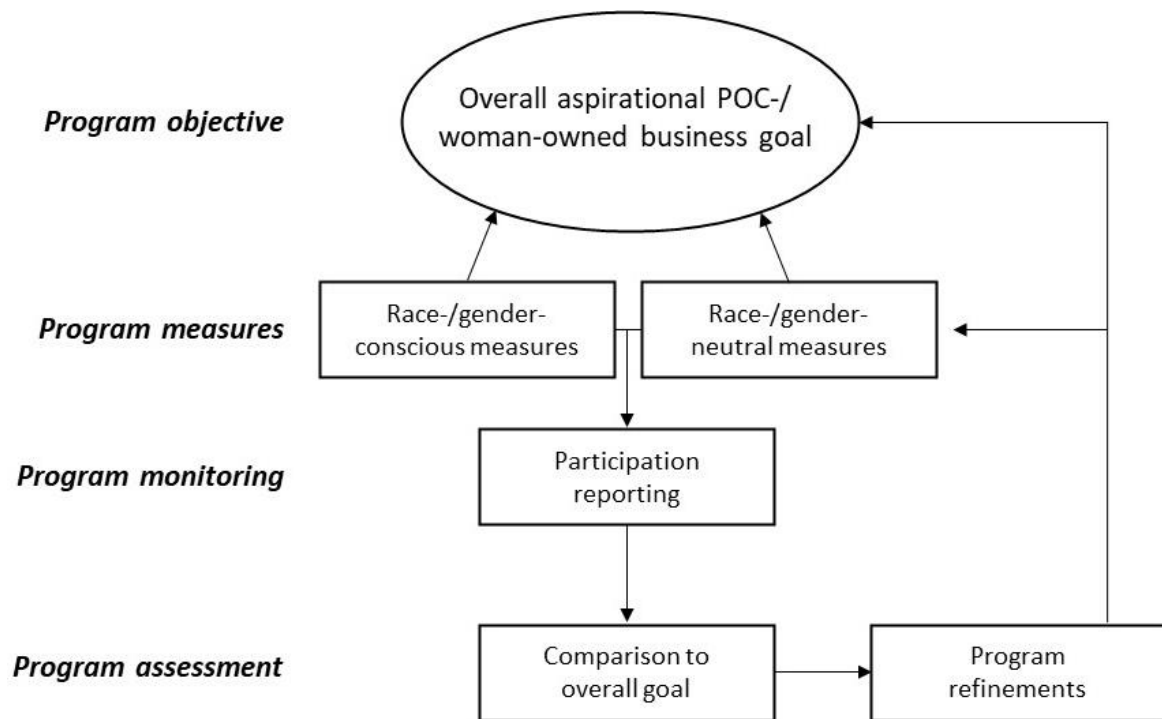 Program objective
Overall aspirational POC-/
woman-owned business goal
Program measures
Race-/gender-
conscious measures
Race-/gender-
neutral measures
Program monitoring
Participation
reporting
Program assessment
Comparison to
overall goal
Program
refinements